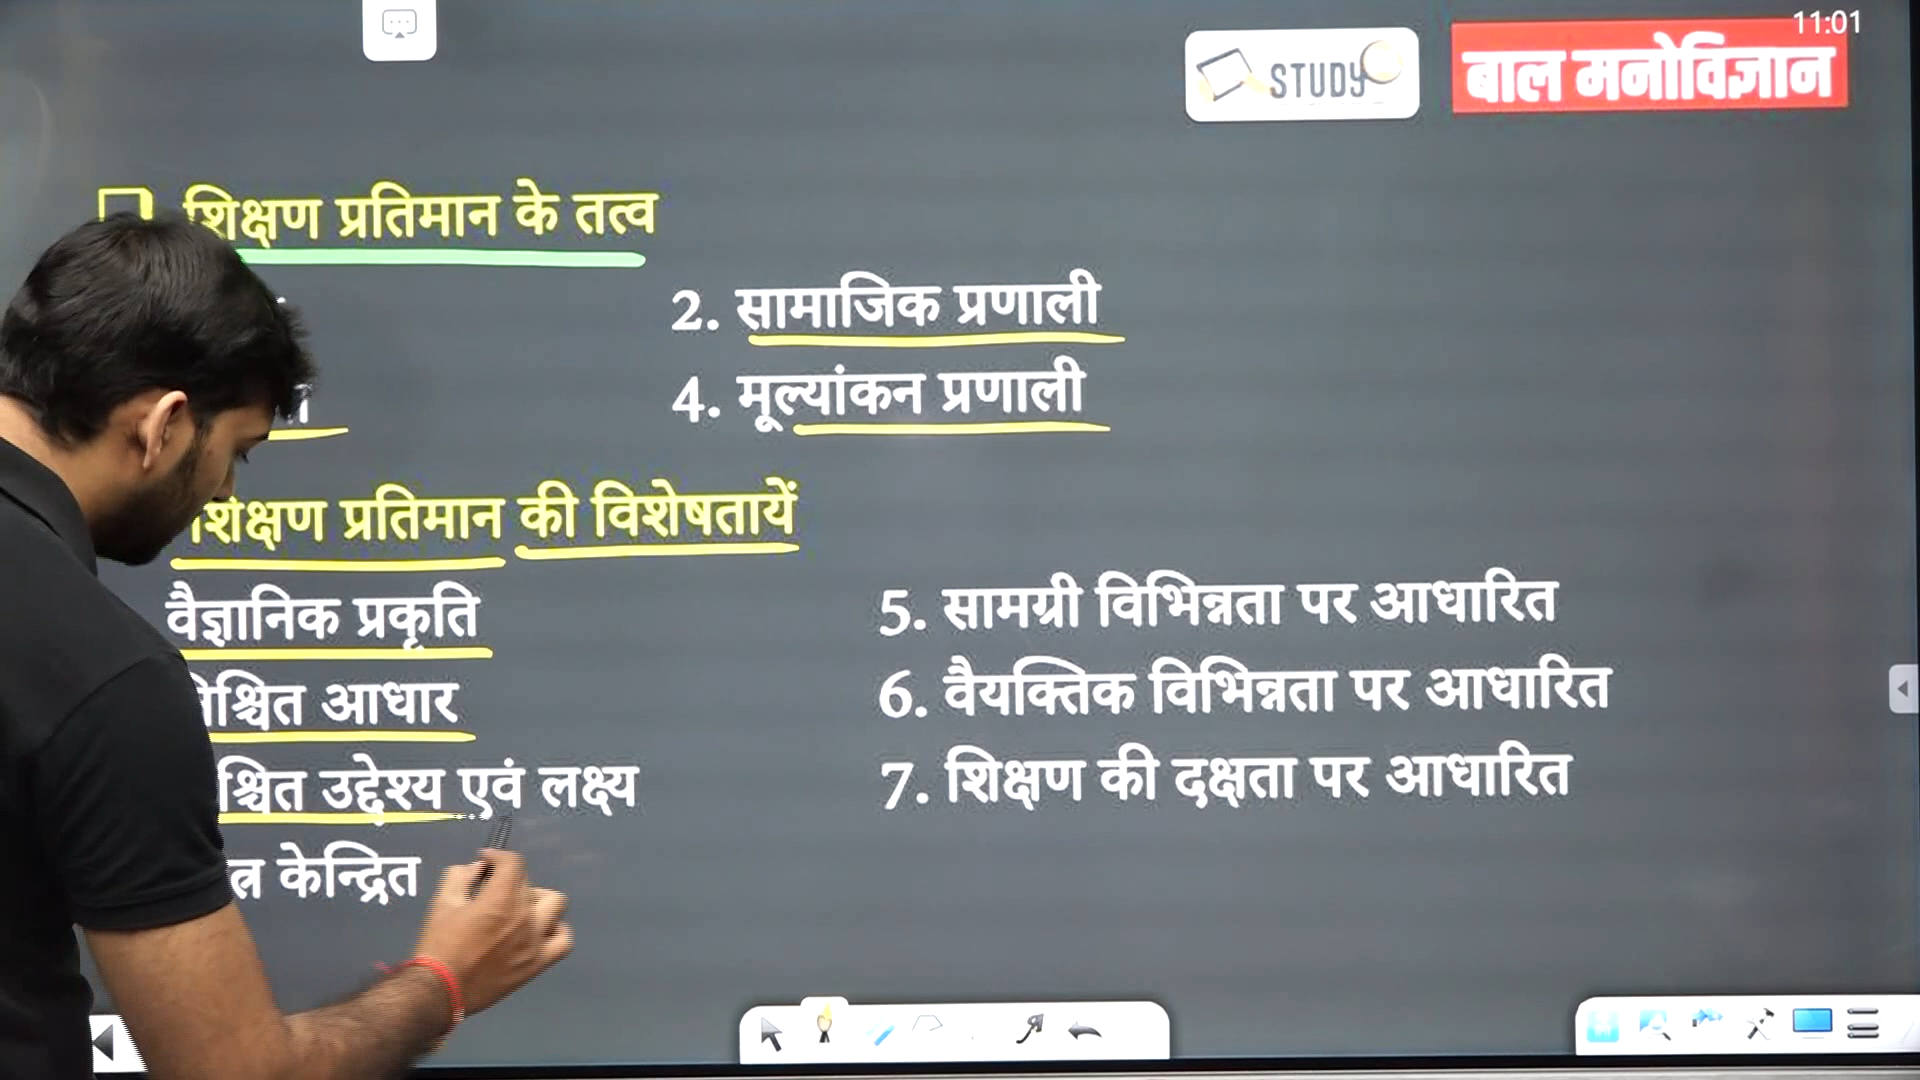 11:01
STUDY
बाल मनोविज्ञान
शिक्षण प्रतिमान के तत्व
2. सामाजिक प्रणाली
4. मूल्यांकन प्रणाली
शिक्षण प्रतिमान की विशेषतायें
वैज्ञानिक प्रकृति
आधार
उद्देश्य एवं लक्ष्य
केन्द्रित
5. सामग्री विभिन्नता पर आधारित
6. वैयक्तिक विभिन्नता पर आधारित
7. शिक्षण की दक्षता पर आधारित